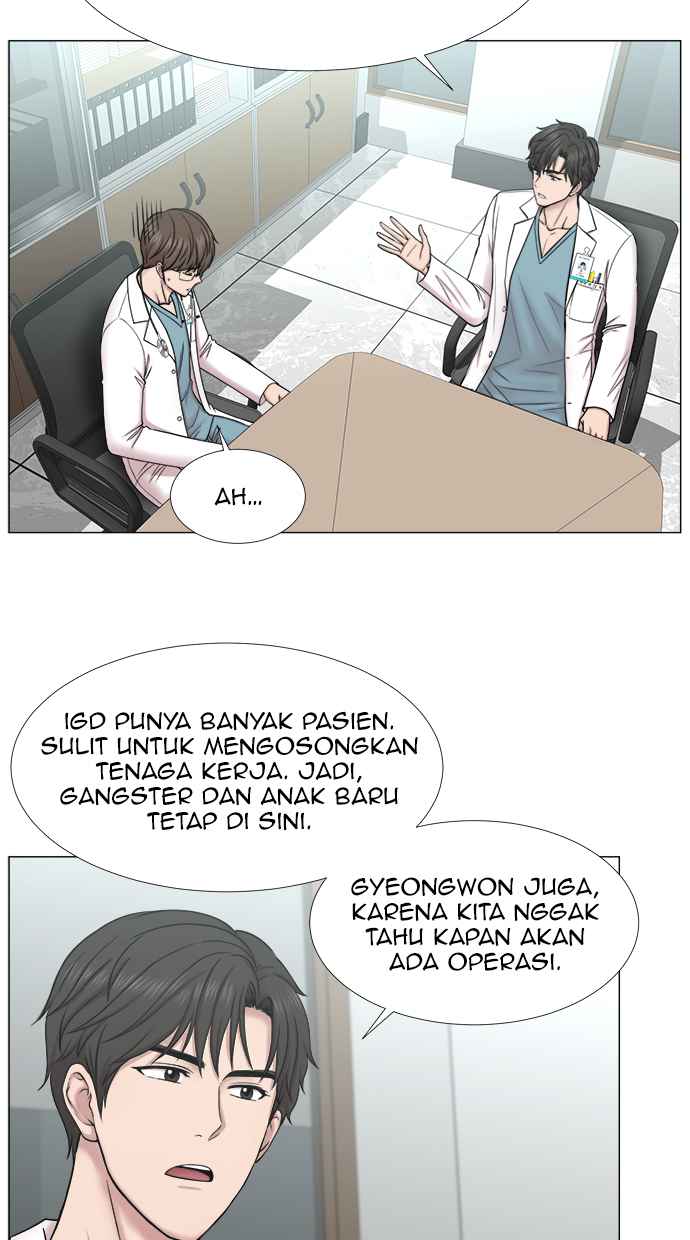 AH...
IGD PUNYA BANYAK PASIEN.
SULIT UNTUK MENGOSONGKAN
TENAGA KERJA. JADI,
GANGSTER DAN ANAK BARU
TETAP DI SINI.
GYEONGWON JUGA,
KARENA KITA NGGAK
TAHU KAPAN AKAN
ADA OPERASI.